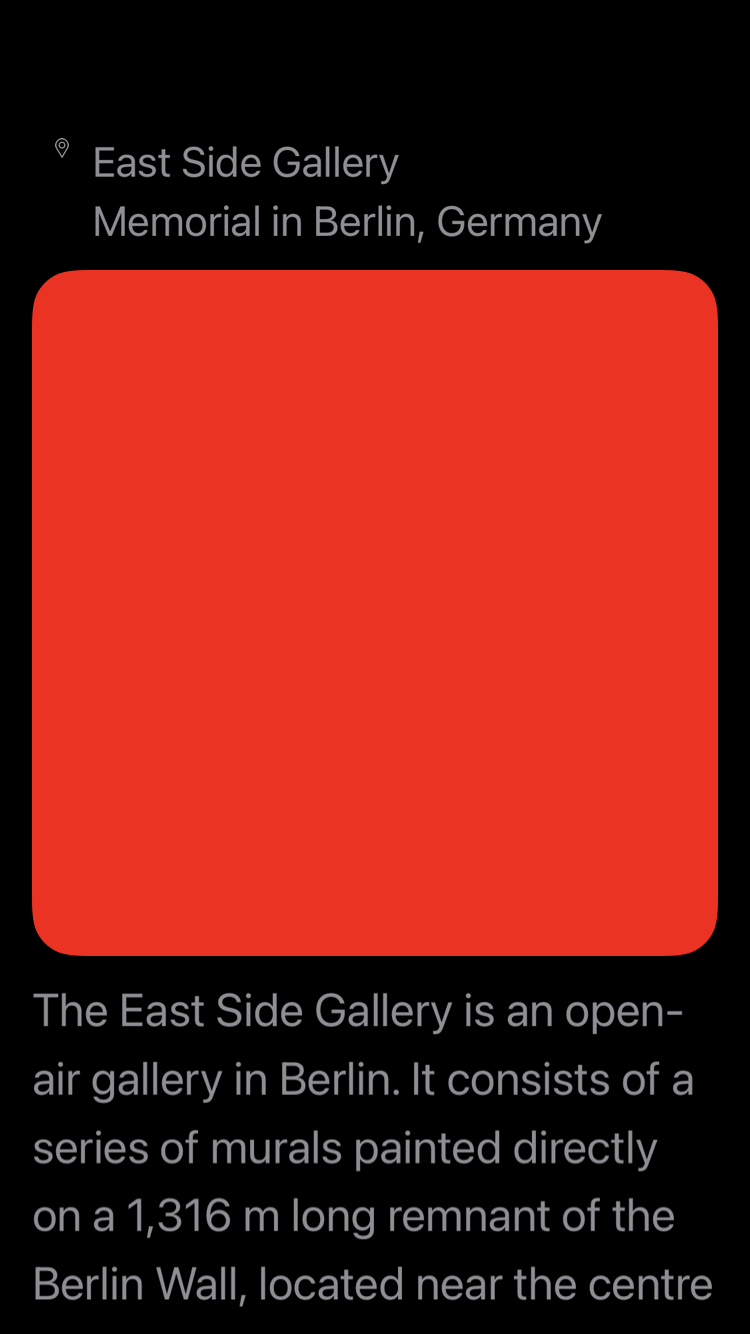 East Side Gallery
Memorial in Berlin, Germany
The East Side Gallery is an open-
air gallery in Berlin. It consists of a
series of murals painted directly
on a 1,316 m long remnant of the
Berlin Wall, located near the centre